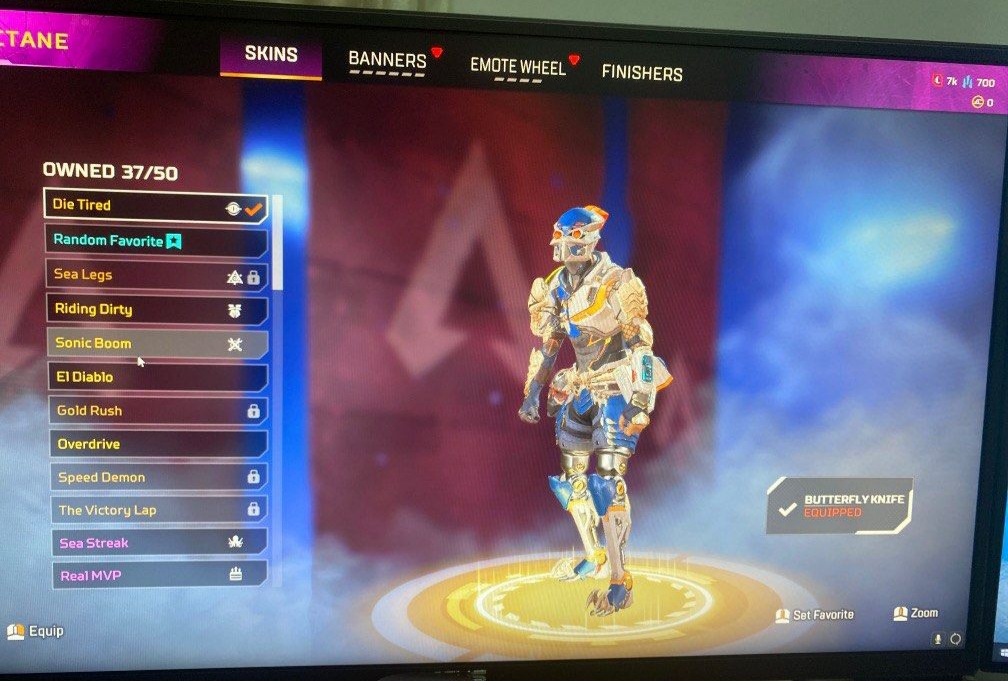 CTANE
SKINS
BANNERS
EMOTE WHEEL
FINISHERS
7k 700
0
OWNED 37/50
Die Tired
Random Favorite
Sea Legs
Riding Dirty
Sonic Boom
El Diablo
Gold Rush
Overdrive
Speed Demon
The Victory Lap
Sea Streak
Real MVP
BUTTERFLY KNIFE
EQUIPPED
Equip
Set Favorite
Zoom